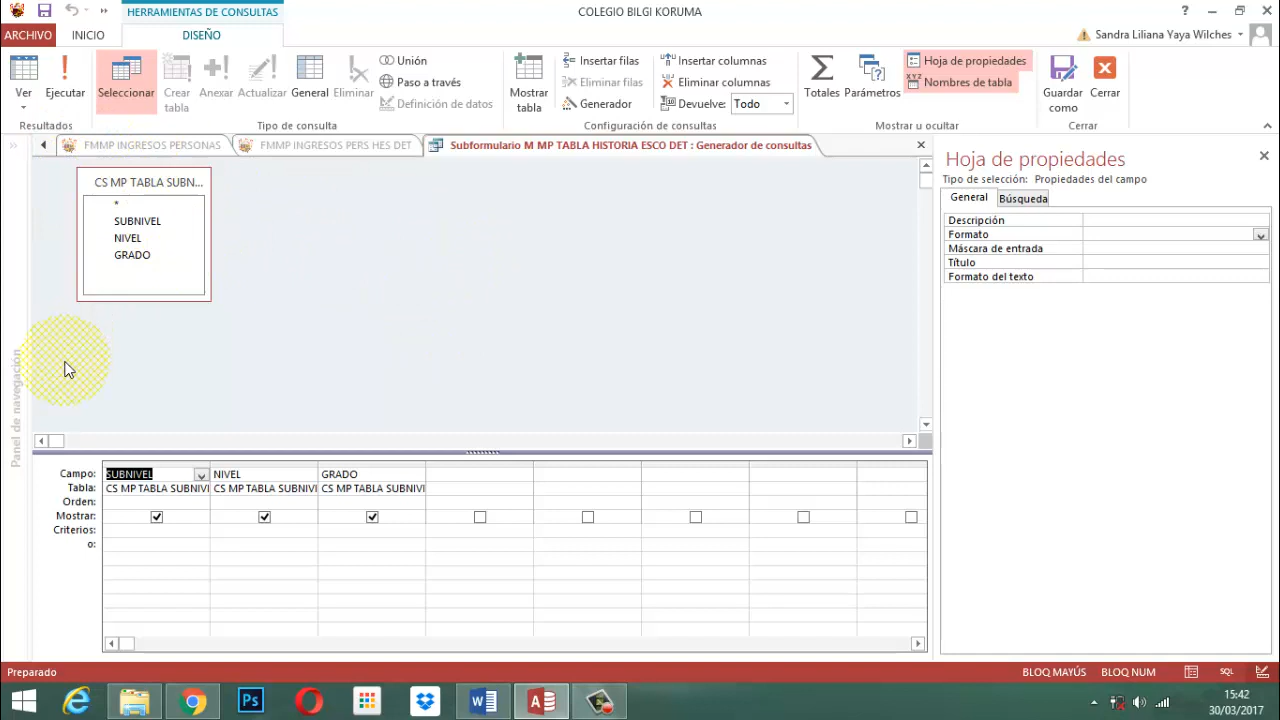 HERRAMIENTAS DE CONSULTAS
COLEGIO BILGI KORUMA
ARCHIVO
INICIO
DISEÑO
Sandra Liliana Yaya Wilches
Ver
Ejecutar
Seleccionar
Crear tabla
Anexar
Actualizar
General
Eliminar
Unión
Paso a través
Definición de datos
Mostrar tabla
Insertar filas
Eliminar filas
Generador
Insertar columnas
Eliminar columnas
Devuelve: Todo
Totales
Parámetros
Hoja de propiedades
Nombres de tabla
Guardar como
Cerrar
Resultados
Tipo de consulta
Configuración de consultas
Mostrar u ocultar
Cerrar
FMMP INGRESOS PERSONAS
FMMP INGRESOS PERS HES DET
Subformulario M MP TABLA HISTORIA ESCO DET : Generador de consultas
Panel de navegación
CS MP TABLA SUBN...
*
SUBNIVEL
NIVEL
GRADO
Hoja de propiedades
Tipo de selección: Propiedades del campo
General
Búsqueda
Descripción
Formato
Máscara de entrada
Título
Formato del texto
Campo: SUBNIVEL NIVEL GRADO
Tabla: CS MP TABLA SUBNIVI CS MP TABLA SUBNIVI CS MP TABLA SUBNIVI
Orden:
Mostrar:
Criterios:
o:
Preparado
BLOQ MAYÚS
BLOQ NUM
SQL
15:42
30/03/2017